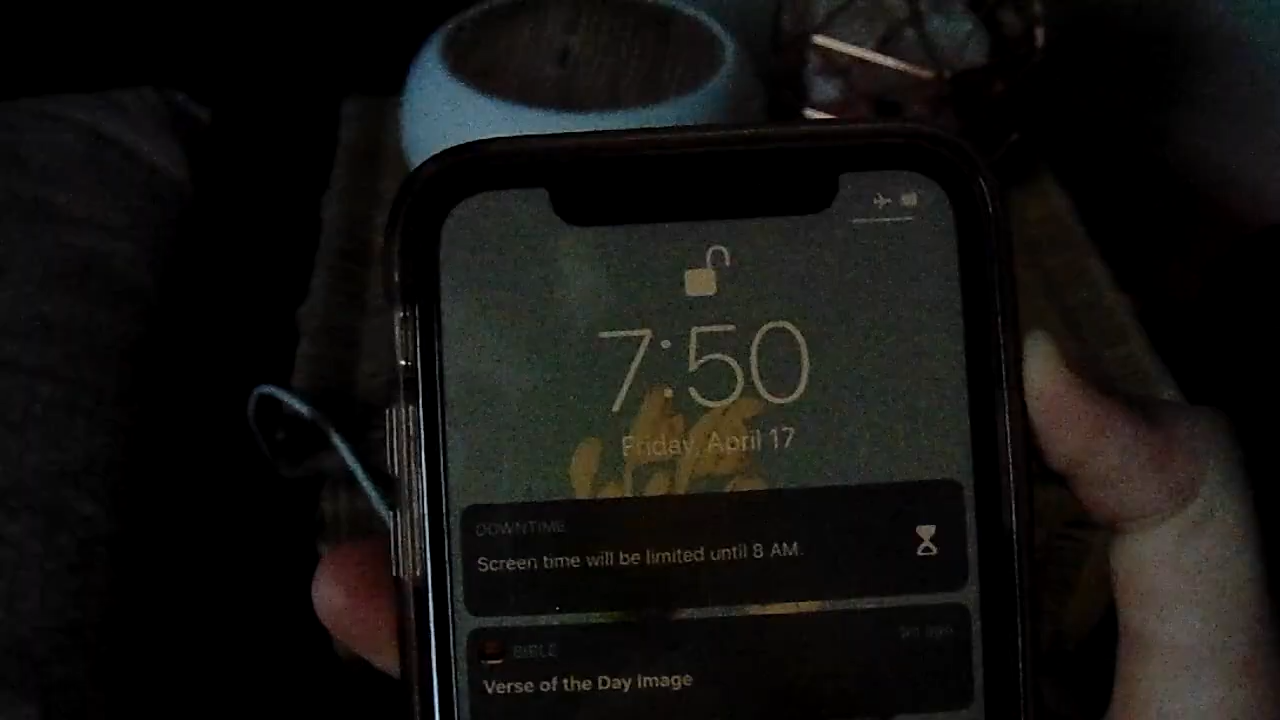 7:50
Friday, April 17
DOWNTIME
Screen time will be limited until 8 AM.
BIBLE
Verse of the Day Image